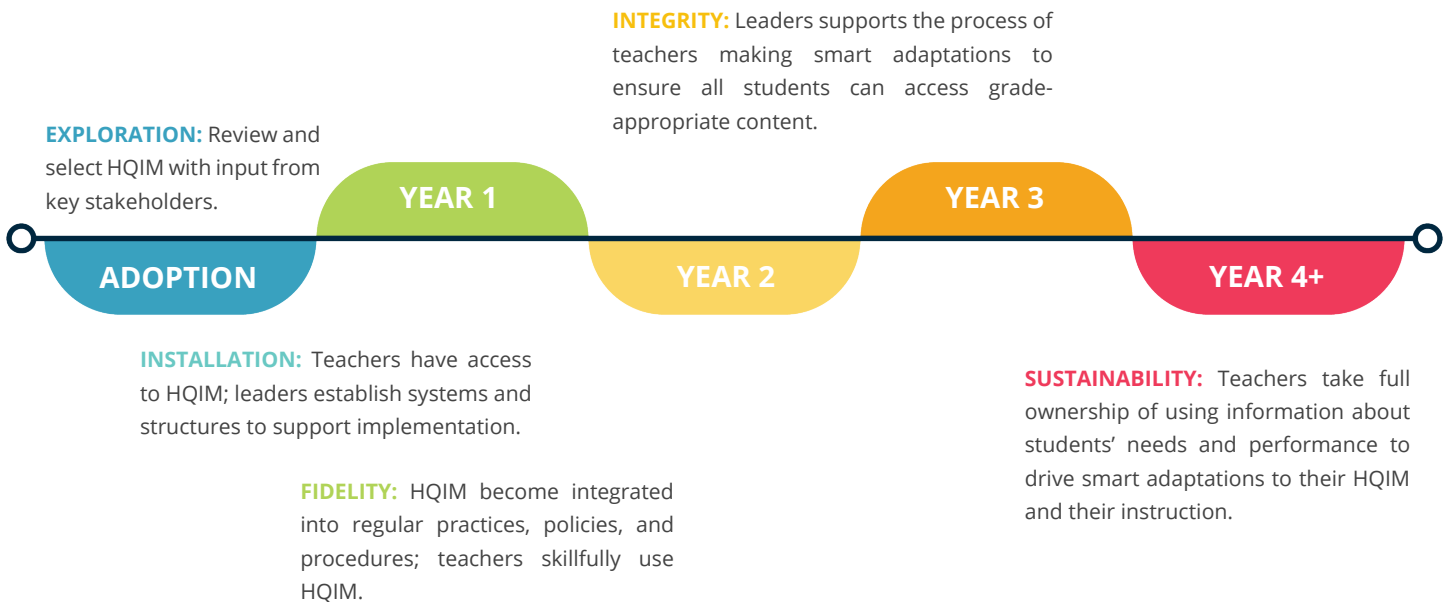 INTEGRITY: Leaders supports the process of
teachers making smart adaptations to
ensure all students can access grade-
appropriate content.
EXPLORATION: Review and
select HQIM with input from
key stakeholders.
YEAR 1
YEAR 3
ADOPTION
YEAR 2
YEAR 4+
INSTALLATION: Teachers have access
to HQIM; leaders establish systems and
structures to support implementation.
SUSTAINABILITY: Teachers take full
ownership of using information about
students’ needs and performance to
drive smart adaptations to their HQIM
and their instruction.
FIDELITY: HQIM become integrated
into regular practices, policies, and
procedures; teachers skillfully use
HQIM.